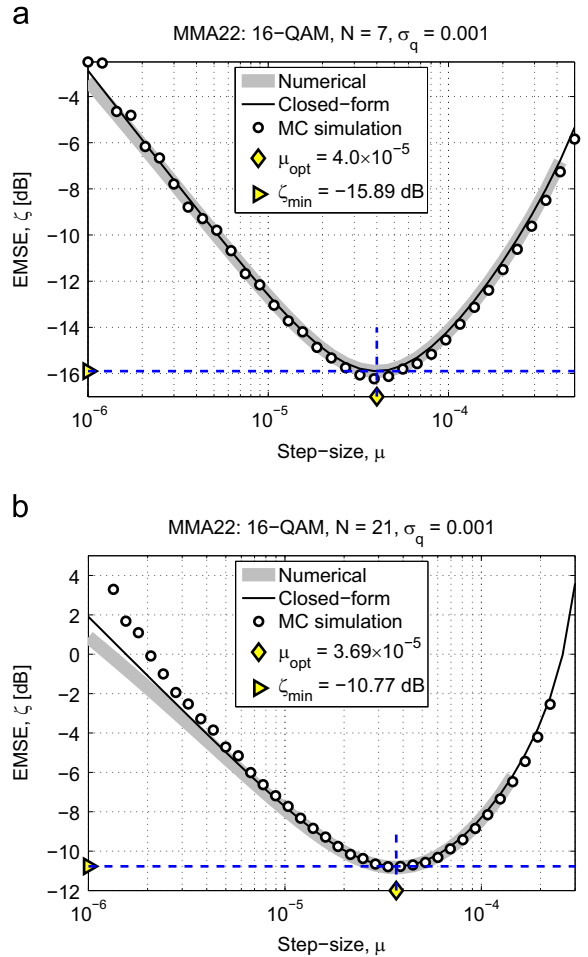 a
MMA22: 16−QAM, N = 7, σq = 0.001
Numerical
Closed−form
MC simulation
μopt = 4.0×10−5
ζmin = −15.89 dB
EMSE, ζ [dB]
−4
−6
−8
−10
−12
−14
−16
10−6
10−5
10−4
Step−size, μ
b
MMA22: 16−QAM, N = 21, σq = 0.001
Numerical
Closed−form
MC simulation
μopt = 3.69×10−5
ζmin = −10.77 dB
EMSE, ζ [dB]
4
2
0
−2
−4
−6
−8
−10
−12
10−6
10−5
10−4
Step−size, μ